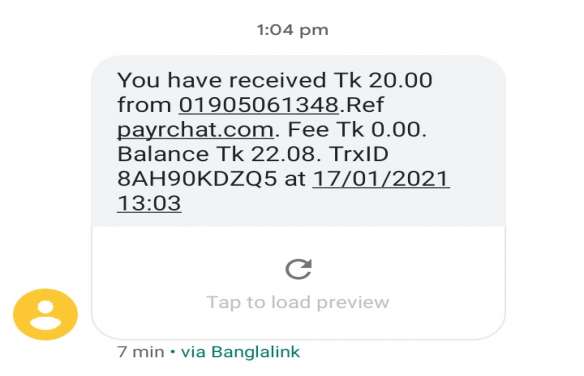 1:04 pm
You have received Tk 20.00
from 01905061348.Ref
payrchat.com. Fee Tk 0.00.
Balance Tk 22.08. TrxID
8AH90KDZQ5 at 17/01/2021
13:03
Tap to load preview
7 min • via Banglalink